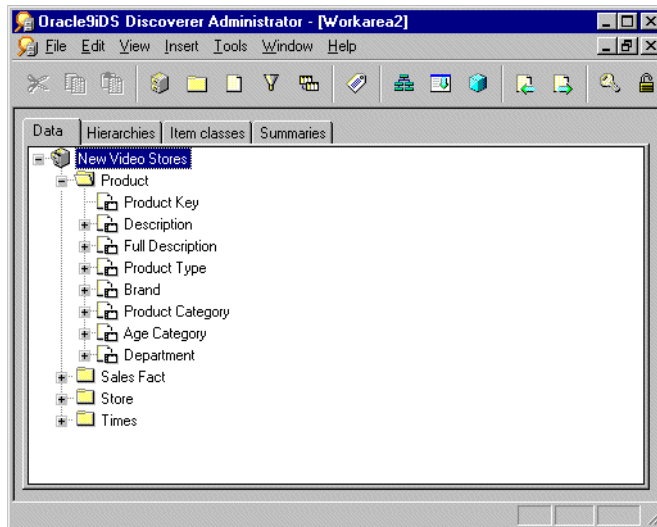 Oracle9iDS Discoverer Administrator - [Workarea2]
File Edit View Insert Tools Window Help
Data Hierarchies Item classes Summaries
New Video Stores
Product
Product Key
Description
Full Description
Product Type
Brand
Product Category
Age Category
Department
Sales Fact
Store
Times